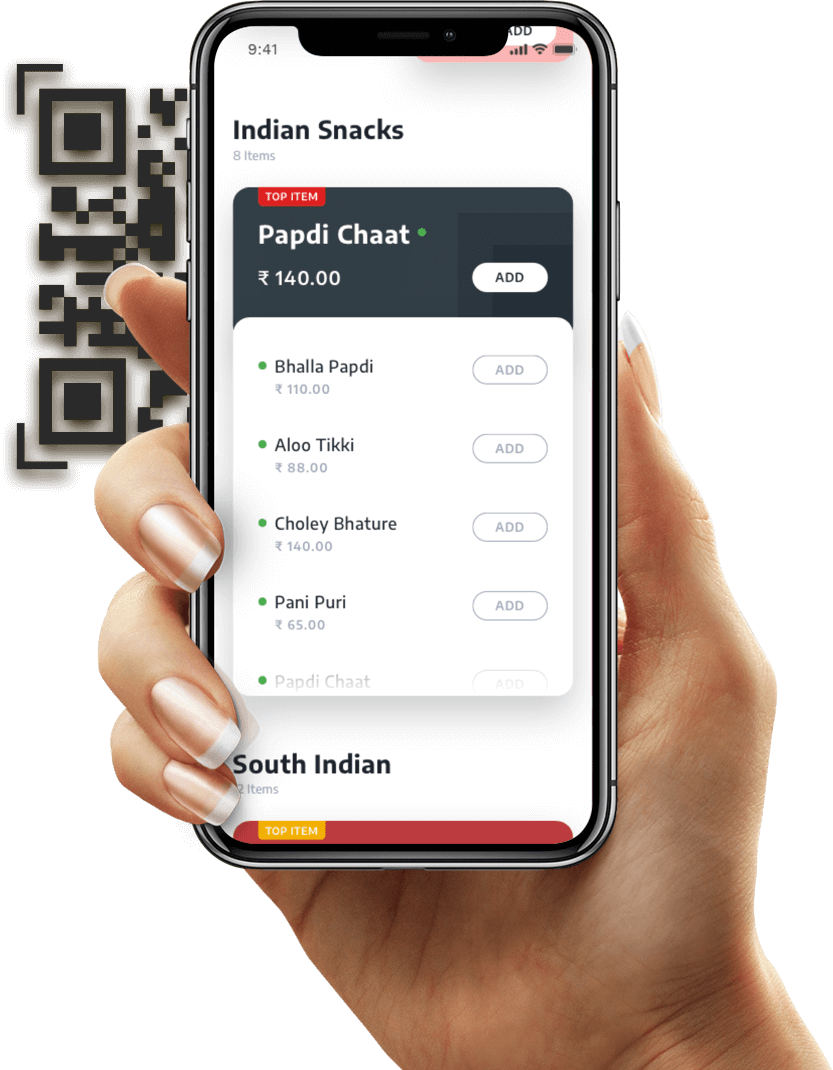 ADD
9:41
Indian Snacks
8 Items
TOP ITEM
Papdi Chaat
₹ 140.00
ADD
Bhalla Papdi
ADD
₹ 110.00
Aloo Tikki
ADD
₹ 88.00
Choley Bhature
ADD
₹ 140.00
Pani Puri
ADD
₹ 65.00
Papdi Chaat
ADD
South Indian
2 Items
TOP ITEM